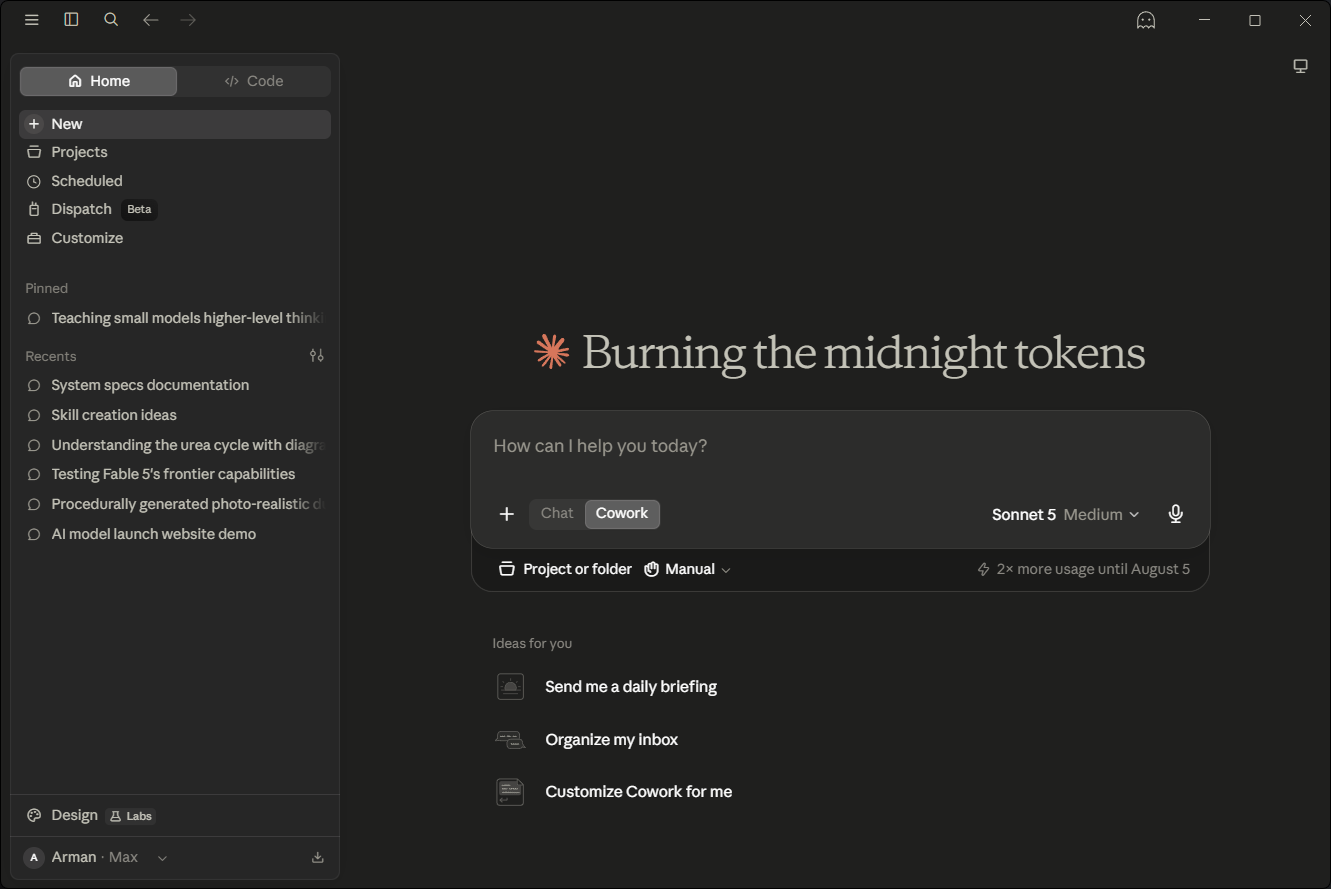 Home
Code
New
Projects
Scheduled
Dispatch Beta
Customize
Pinned
Teaching small models higher-level thinki
Recents
System specs documentation
Skill creation ideas
Understanding the urea cycle with diagra
Testing Fable 5's frontier capabilities
Procedurally generated photo-realistic d
AI model launch website demo
Design Labs
A Arman · Max
Burning the midnight tokens
How can I help you today?
Chat Cowork
Sonnet 5 Medium
Project or folder Manual
2× more usage until August 5
Ideas for you
Send me a daily briefing
Organize my inbox
Customize Cowork for me